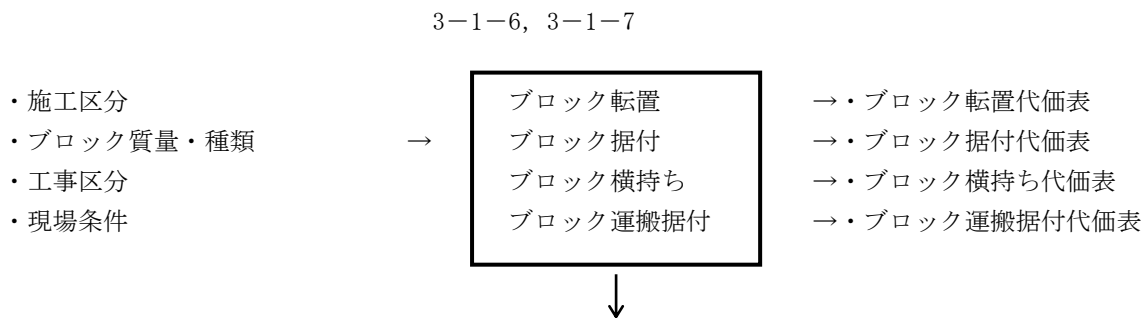 3-1-6, 3-1-7
・施工区分 ブロック転置 →・ブロック転置代価表
・ブロック質量・種類 → ブロック据付 →・ブロック据付代価表
・工事区分 ブロック横持ち →・ブロック横持ち代価表
・現場条件 ブロック運搬据付 →・ブロック運搬据付代価表